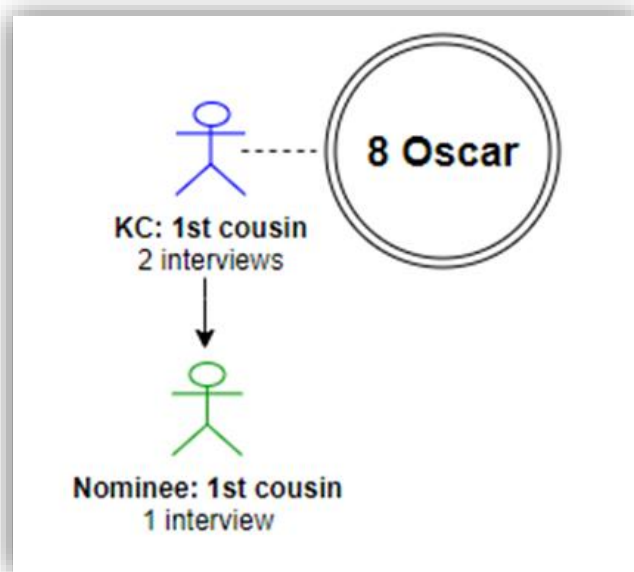 8 Oscar
KC: 1st cousin
2 interviews
Nominee: 1st cousin
1 interview